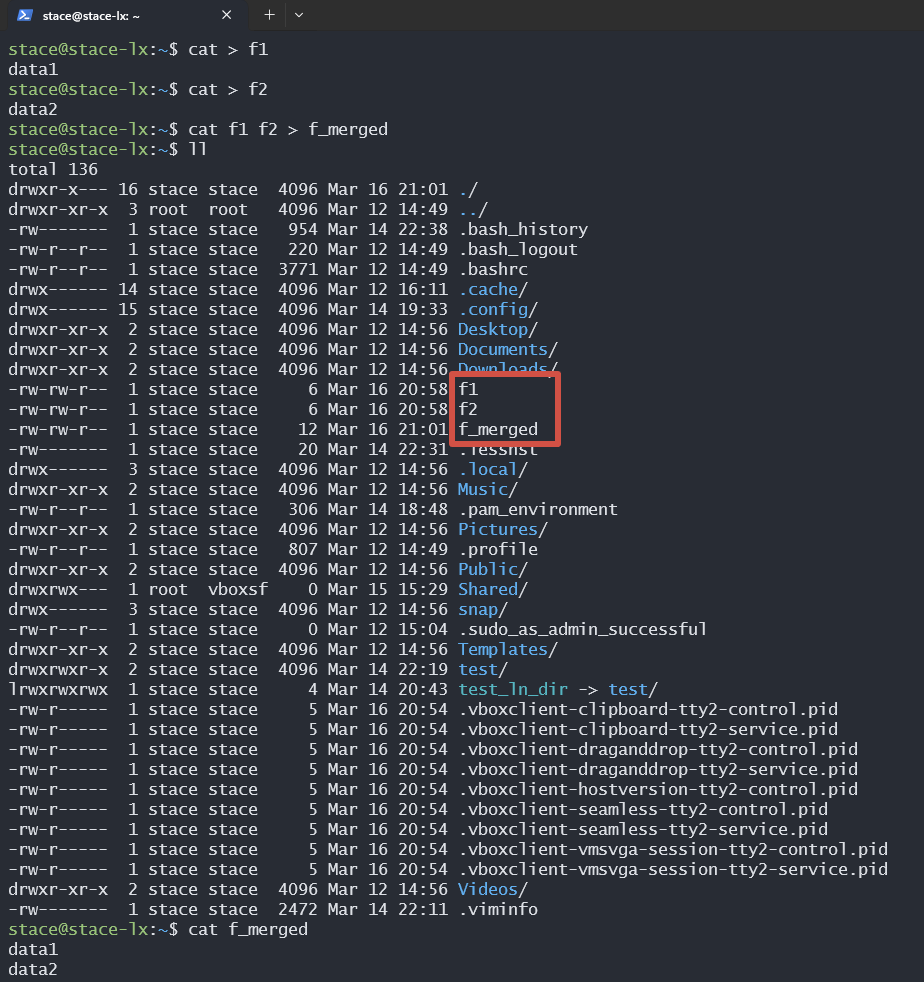 stace@stace-lx: ~
stace@stace-lx:~$ cat > f1
data1
stace@stace-lx:~$ cat > f2
data2
stace@stace-lx:~$ cat f1 f2 > f_merged
stace@stace-lx:~$ ll
total 136
drwxr-x--- 16 stace stace  4096 Mar 16 21:01 ./
drwxr-xr-x  3 root  root   4096 Mar 12 14:49 ../
-rw-------  1 stace stace   954 Mar 14 22:38 .bash_history
-rw-r--r--  1 stace stace   220 Mar 12 14:49 .bash_logout
-rw-r--r--  1 stace stace  3771 Mar 12 14:49 .bashrc
drwx------ 14 stace stace  4096 Mar 12 16:11 .cache/
drwx------ 15 stace stace  4096 Mar 14 19:33 .config/
drwxr-xr-x  2 stace stace  4096 Mar 12 14:56 Desktop/
drwxr-xr-x  2 stace stace  4096 Mar 12 14:56 Documents/
drwxr-xr-x  2 stace stace  4096 Mar 12 14:56 Downloads/
-rw-rw-r--  1 stace stace     6 Mar 16 20:58 f1
-rw-rw-r--  1 stace stace     6 Mar 16 20:58 f2
-rw-rw-r--  1 stace stace    12 Mar 16 21:01 f_merged
-rw-------  1 stace stace    20 Mar 14 22:31 .lesshst
drwx------  3 stace stace  4096 Mar 12 14:56 .local/
drwxr-xr-x  2 stace stace  4096 Mar 12 14:56 Music/
-rw-r--r--  1 stace stace   306 Mar 14 18:48 .pam_environment
drwxr-xr-x  2 stace stace  4096 Mar 12 14:56 Pictures/
-rw-r--r--  1 stace stace   807 Mar 12 14:49 .profile
drwxr-xr-x  2 stace stace  4096 Mar 12 14:56 Public/
drwxrwx---  1 root  vboxsf    0 Mar 15 15:29 Shared/
drwx------  3 stace stace  4096 Mar 12 14:56 snap/
-rw-r--r--  1 stace stace     0 Mar 12 15:04 .sudo_as_admin_successful
drwxr-xr-x  2 stace stace  4096 Mar 12 14:56 Templates/
drwxrwxr-x  2 stace stace  4096 Mar 14 22:19 test/
lrwxrwxrwx  1 stace stace     4 Mar 14 20:43 test_ln_dir -> test/
-rw-r-----  1 stace stace     5 Mar 16 20:54 .vboxclient-clipboard-tty2-control.pid
-rw-r-----  1 stace stace     5 Mar 16 20:54 .vboxclient-clipboard-tty2-service.pid
-rw-r-----  1 stace stace     5 Mar 16 20:54 .vboxclient-draganddrop-tty2-control.pid
-rw-r-----  1 stace stace     5 Mar 16 20:54 .vboxclient-draganddrop-tty2-service.pid
-rw-r-----  1 stace stace     5 Mar 16 20:54 .vboxclient-hostversion-tty2-control.pid
-rw-r-----  1 stace stace     5 Mar 16 20:54 .vboxclient-seamless-tty2-control.pid
-rw-r-----  1 stace stace     5 Mar 16 20:54 .vboxclient-seamless-tty2-service.pid
-rw-r-----  1 stace stace     5 Mar 16 20:54 .vboxclient-vmsvga-session-tty2-control.pid
-rw-r-----  1 stace stace     5 Mar 16 20:54 .vboxclient-vmsvga-session-tty2-service.pid
drwxr-xr-x  2 stace stace  4096 Mar 12 14:56 Videos/
-rw-------  1 stace stace  2472 Mar 14 22:11 .viminfo
stace@stace-lx:~$ cat f_merged
data1
data2